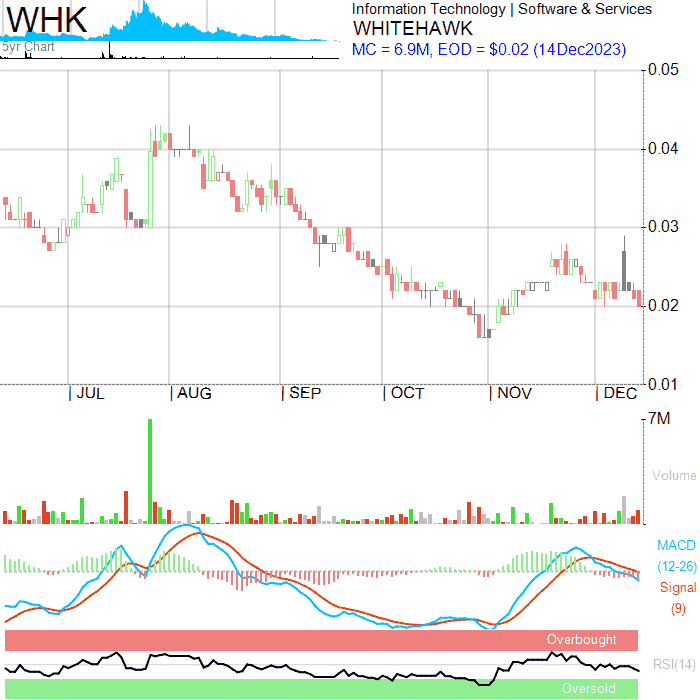 WHK
5yr Chart
Information Technology | Software & Services
WHITEHAWK
MC = 6.9M, EOD = $0.02 (14Dec2023)
0.05
0.04
0.03
0.02
0.01
| JUL | AUG | SEP | OCT | NOV | DEC
7M
Volume
MACD
(12-26)
Signal
(9)
Overbought
RSI(14)
Oversold